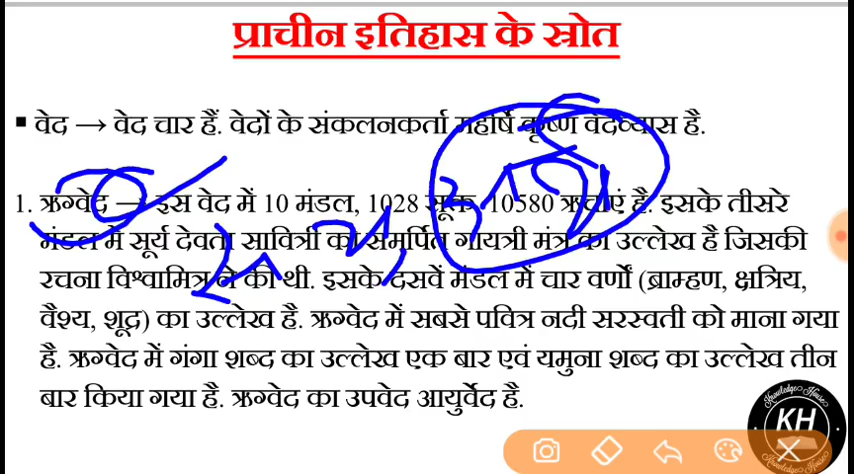 प्राचीन इतिहास के स्रोत
▪ वेद → वेद चार हैं. वेदों के संकलनकर्ता महर्षि कृष्ण वेदव्यास है.
1. ऋग्वेद → इस वेद में 10 मंडल, 1028 सूक्त, 10580 ऋचाएं है. इसके तीसरे
मंडल में सूर्य देवता सावित्री को समर्पित गायत्री मंत्र का उल्लेख है जिसकी
रचना विश्वामित्र ने की थी. इसके दसवें मंडल में चार वर्णों (ब्राम्हण, क्षत्रिय,
वैश्य, शूद्र) का उल्लेख है. ऋग्वेद में सबसे पवित्र नदी सरस्वती को माना गया
है. ऋग्वेद में गंगा शब्द का उल्लेख एक बार एवं यमुना शब्द का उल्लेख तीन
बार किया गया है. ऋग्वेद का उपवेद आयुर्वेद है.
Knowledge House
KH